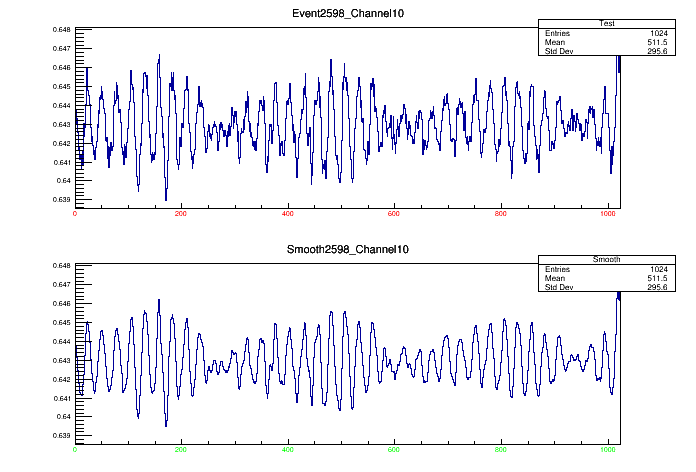 Event2598_Channel10
Test
Entries 1024
Mean 511.5
Std Dev 295.6
0.648
0.647
0.646
0.645
0.644
0.643
0.642
0.641
0.64
0.639
0 200 400 600 800 1000
Smooth2598_Channel10
Smooth
Entries 1024
Mean 511.5
Std Dev 295.6
0.648
0.647
0.646
0.645
0.644
0.643
0.642
0.641
0.64
0.639
0 200 400 600 800 1000